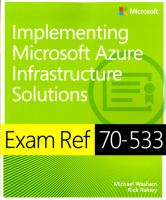 Microsoft
Implementing
Microsoft Azure
Infrastructure
Solutions
Exam Ref 70-533
Michael Washam
Rick Rainey